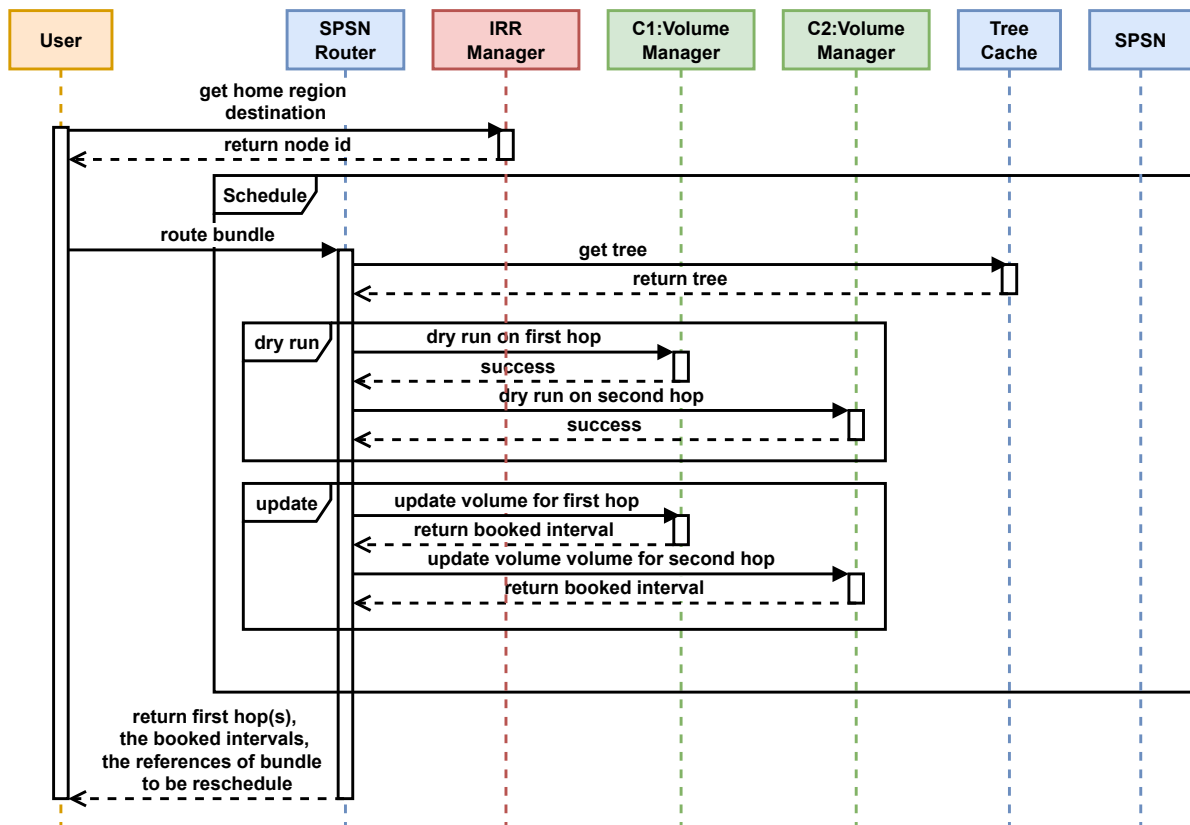 User
SPSN
Router
IRR
Manager
C1:Volume
Manager
C2:Volume
Manager
Tree
Cache
SPSN
get home region
destination
return node id
Schedule
route bundle
get tree
return tree
dry run
dry run on first hop
success
dry run on second hop
success
update
update volume for first hop
return booked interval
update volume volume for second hop
return booked interval
return first hop(s),
the booked intervals,
the references of bundle
to be reschedule